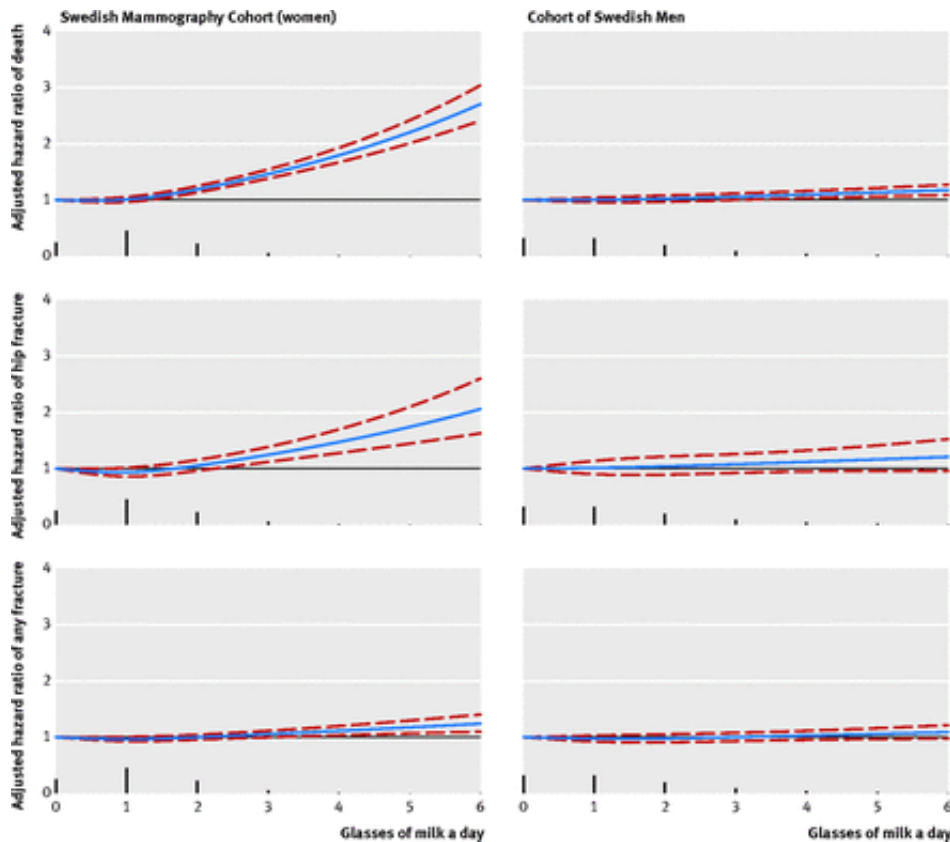 Swedish Mammography Cohort (women)
Cohort of Swedish Men
Adjusted hazard ratio of death
4
3
2
1
0
Adjusted hazard ratio of hip fracture
4
3
2
1
0
Adjusted hazard ratio of any fracture
4
3
2
1
0
0 1 2 3 4 5 6
0 1 2 3 4 5 6
Glasses of milk a day
Glasses of milk a day